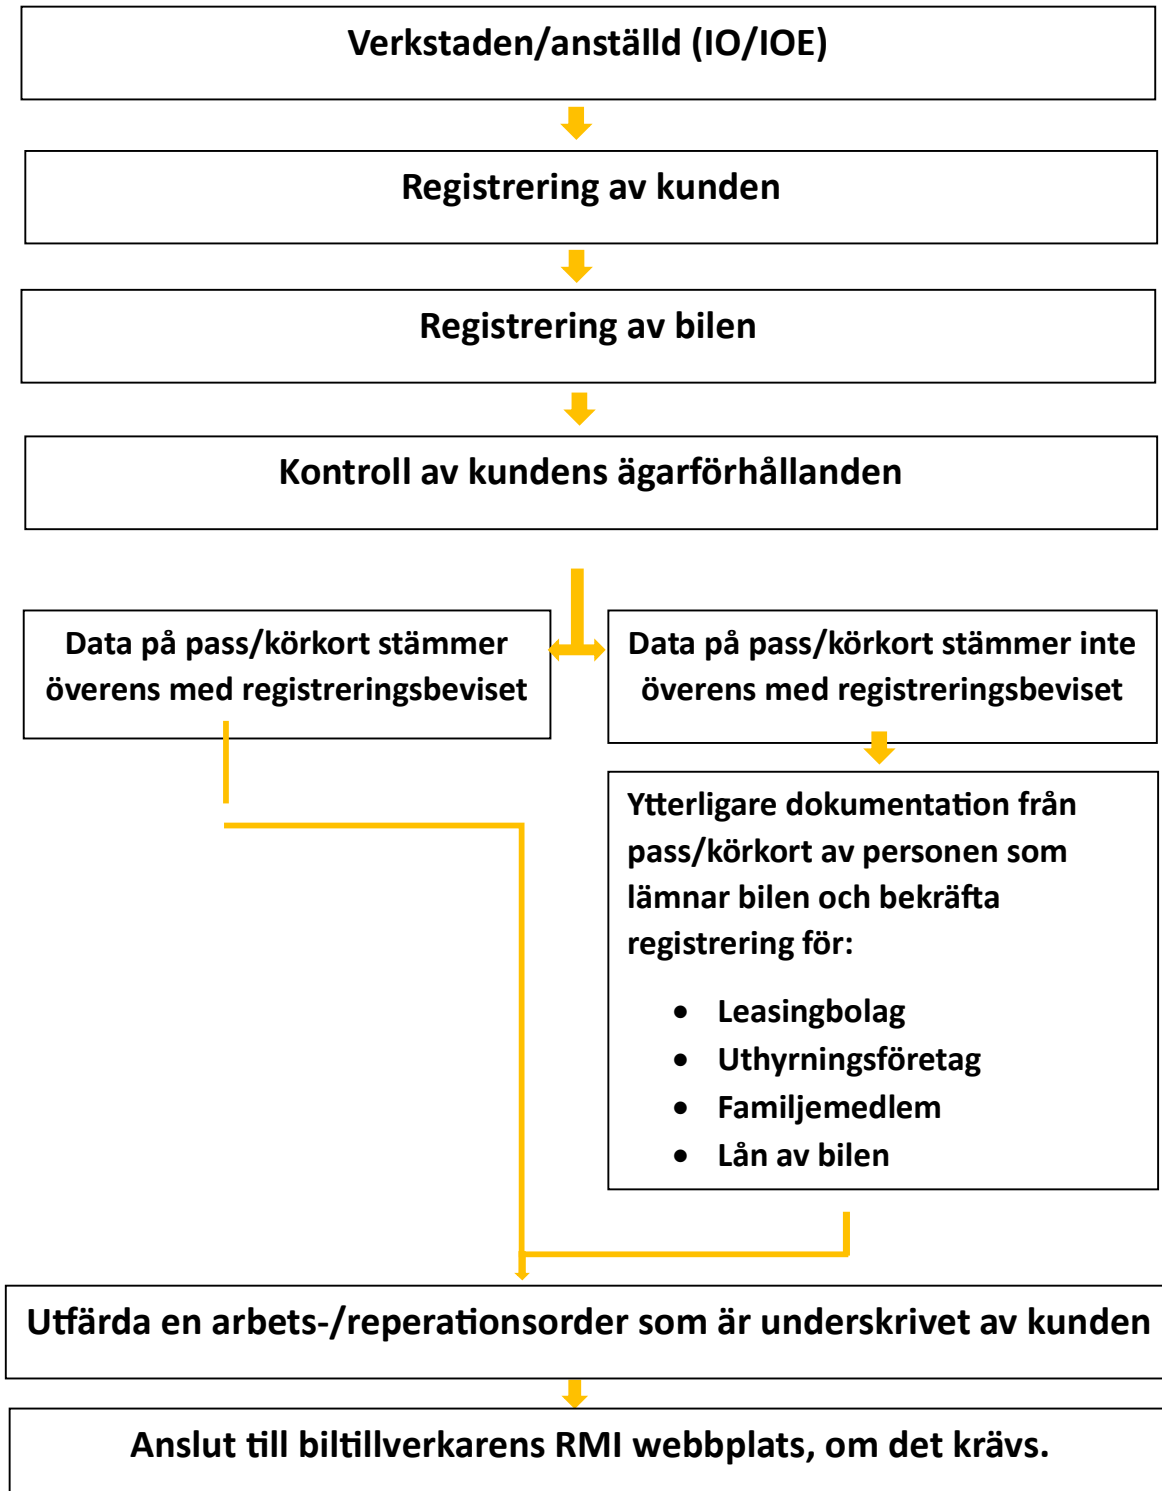 Verkstaden/anställd (IO/IOE)
Registrering av kunden
Registrering av bilen
Kontroll av kundens ägarförhållanden
Data på pass/körkort stämmer
överens med registreringsbeviset
Data på pass/körkort stämmer inte
överens med registreringsbeviset
Ytterligare dokumentation från
pass/körkort av personen som
lämnar bilen och bekräfta
registrering för:
• Leasingbolag
• Uthyrningsföretag
• Familjemedlem
• Lån av bilen
Utfärda en arbets-/reperationsorder som är underskrivet av kunden
Anslut till biltillverkarens RMI webbplats, om det krävs.